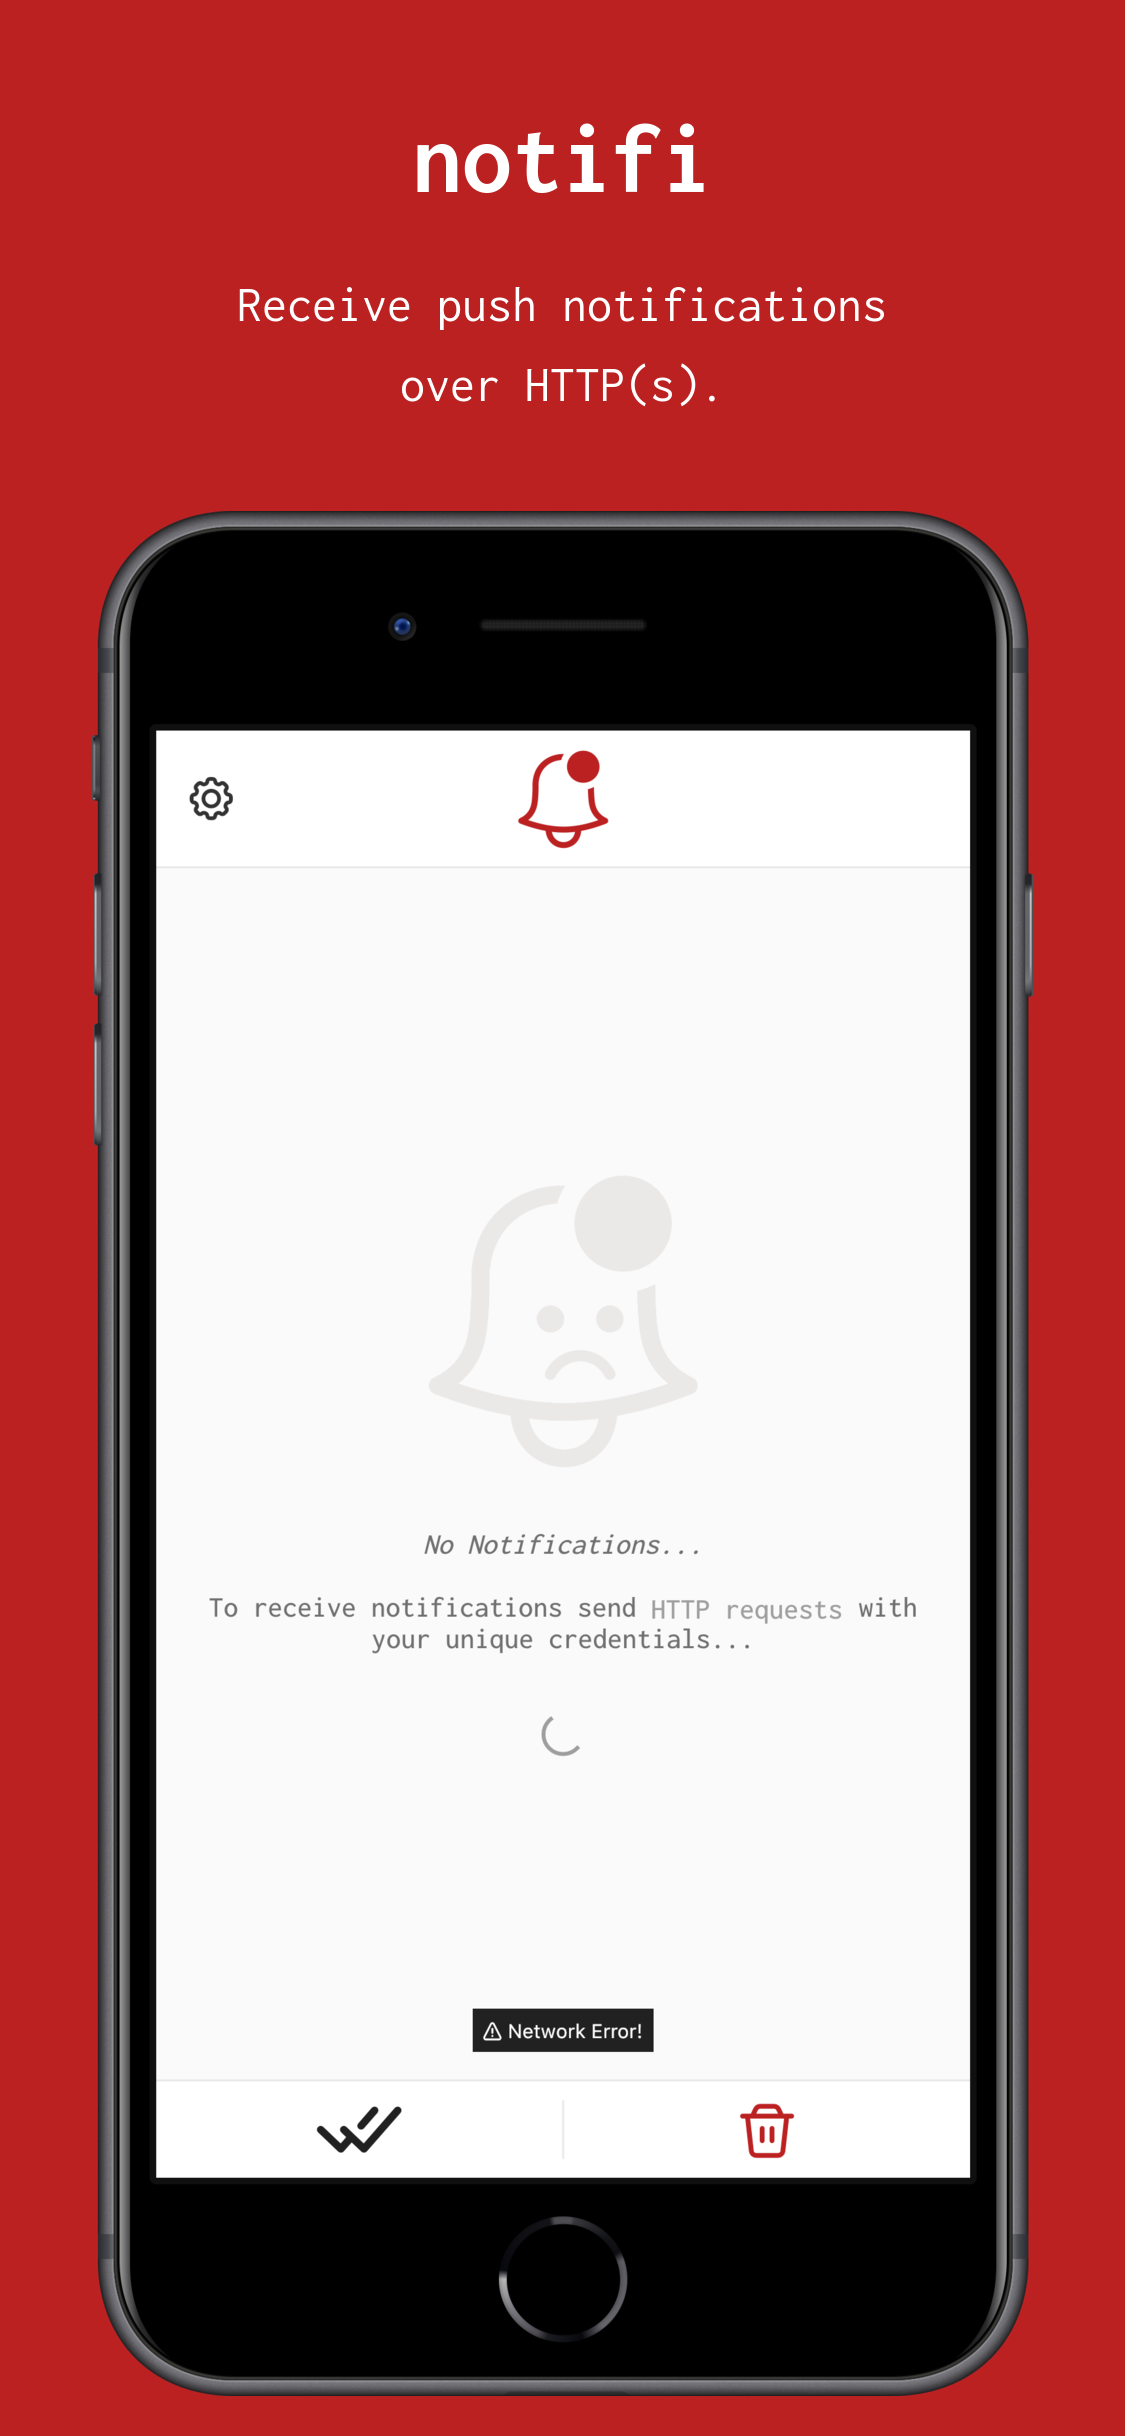 notifi
Receive push notifications
over HTTP(s).
No Notifications...
To receive notifications send HTTP requests with
your unique credentials...
Network Error!